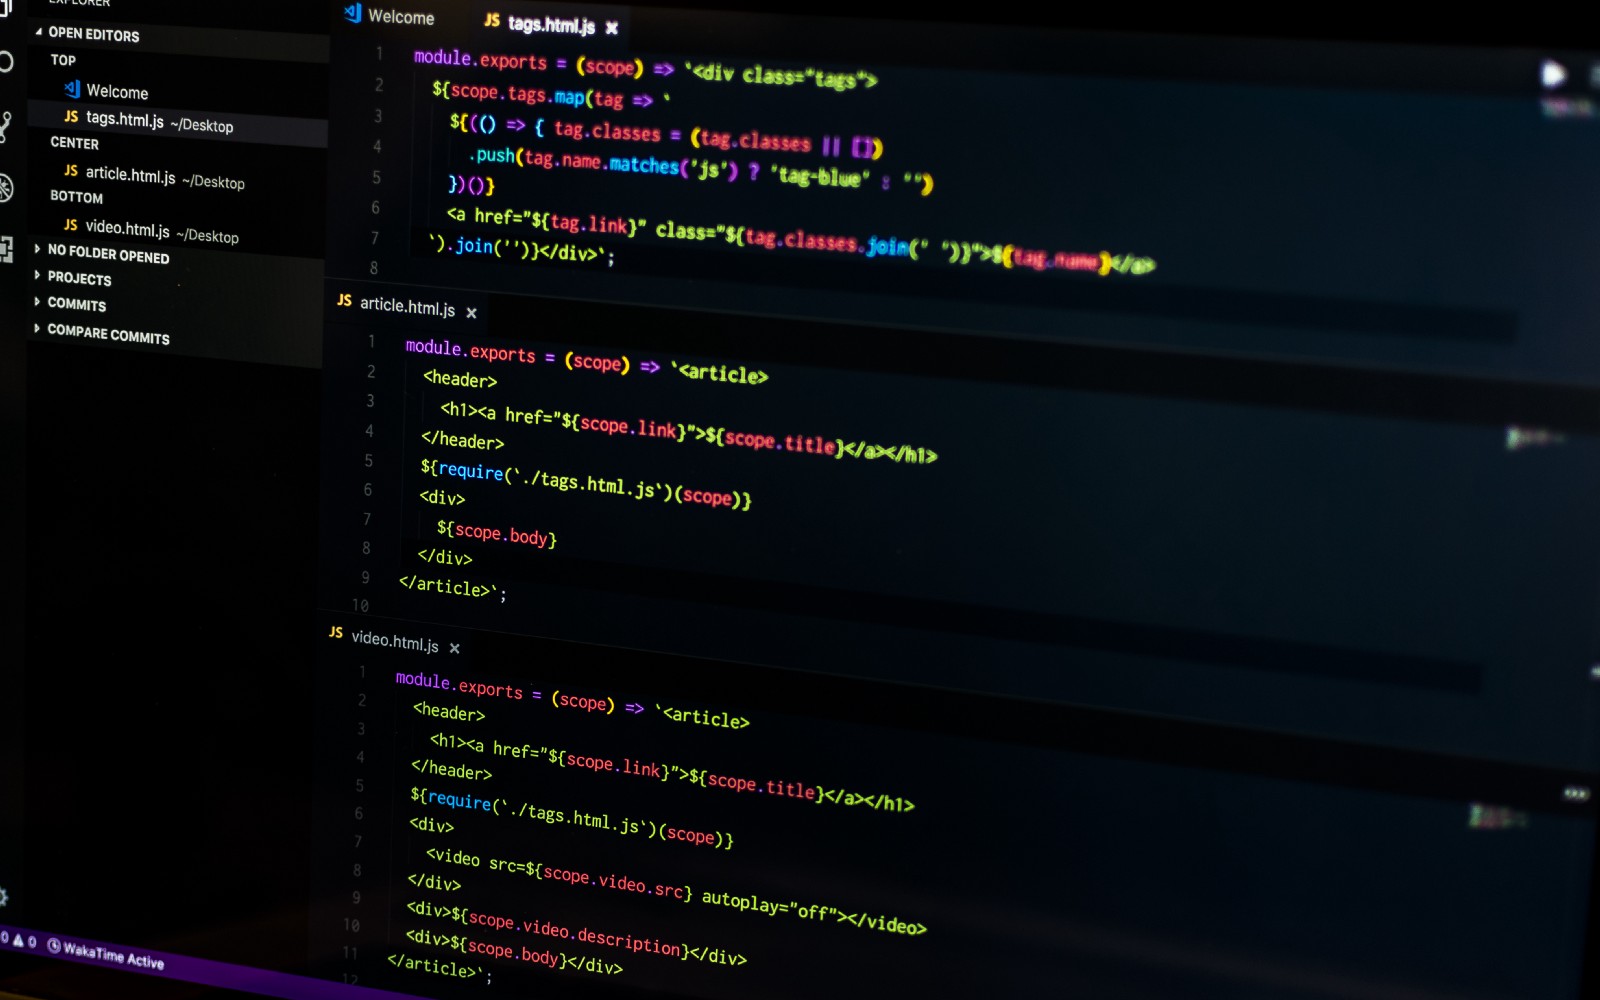 EXPLORER
OPEN EDITORS
TOP
Welcome
JS tags.html.js ~/Desktop
CENTER
JS article.html.js ~/Desktop
BOTTOM
JS video.html.js ~/Desktop
NO FOLDER OPENED
PROJECTS
COMMITS
COMPARE COMMITS
0 0 WakaTime Active
Welcome JS tags.html.js ×
1 module.exports = (scope) => `<div class="tags">
2 ${scope.tags.map(tag => `
3 ${(() => { tag.classes = (tag.classes || [])
4 .push(tag.name.matches('js') ? 'tag-blue' : '')
5 })()}
6 <a href="${tag.link}" class="${tag.classes.join(' ')}">${tag.name}</a>
7 `).join('')}</div>`;
8
JS article.html.js ×
1 module.exports = (scope) => `<article>
2 <header>
3 <h1><a href="${scope.link}">${scope.title}</a></h1>
4 </header>
5 ${require(`./tags.html.js`)(scope)}
6 <div>
7 ${scope.body}
8 </div>
9 </article>`;
10
JS video.html.js ×
1 module.exports = (scope) => `<article>
2 <header>
3 <h1><a href="${scope.link}">${scope.title}</a></h1>
4 </header>
5 ${require(`./tags.html.js`)(scope)}
6 <div>
7 <video src=${scope.video.src} autoplay="off"></video>
8 </div>
9 <div>${scope.video.description}</div>
10 <div>${scope.body}</div>
11 </article>`;
12